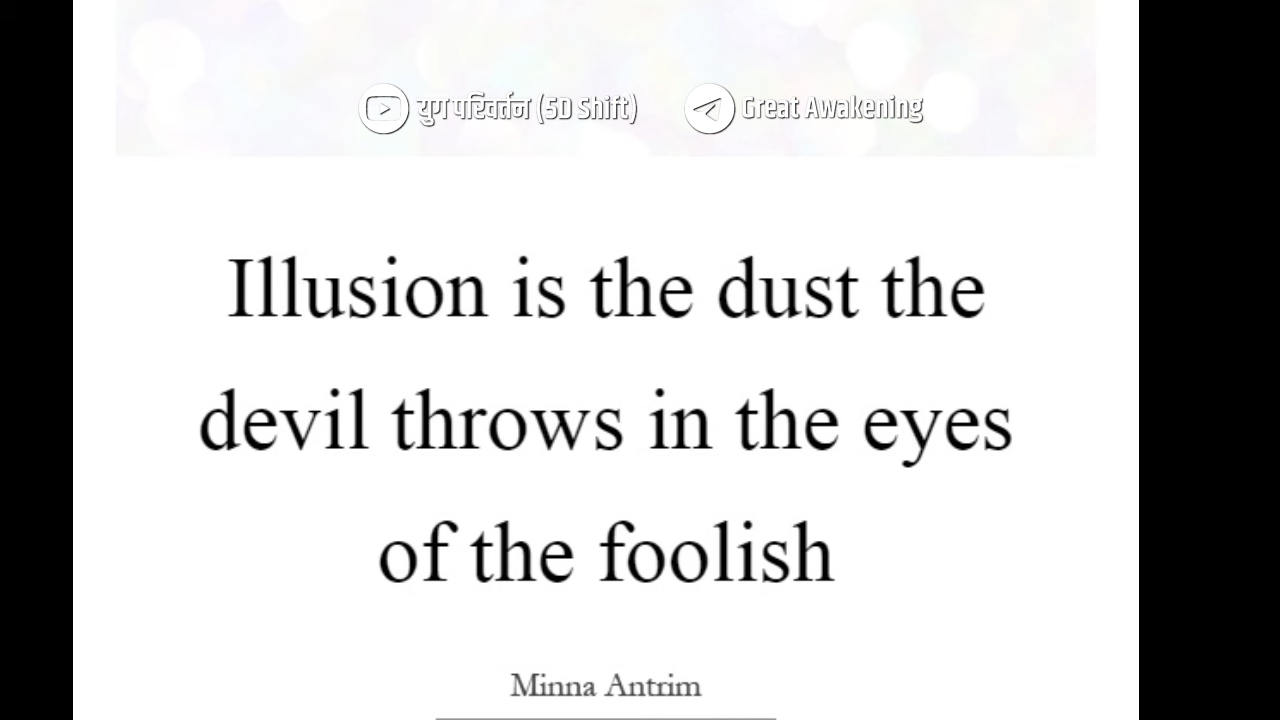 युग परिवर्तन (5D Shift) Great Awakening
Illusion is the dust the
devil throws in the eyes
of the foolish
Minna Antrim